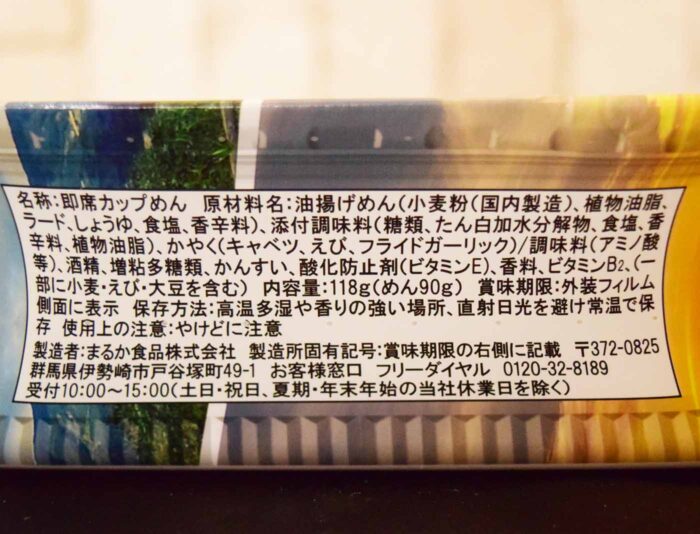 名称:即席カップめん 原材料名:油揚げめん(小麦粉(国内製造)、植物油脂、
ラード、しょうゆ、食塩、香辛料)、添付調味料(糖類、たん白加水分解物、食塩、香
辛料、植物油脂)、かやく(キャベツ、えび、フライドガーリック)/調味料(アミノ酸
等)、酒精、増粘多糖類、かんすい、酸化防止剤(ビタミンE)、香料、ビタミンB2、(一
部に小麦・えび・大豆を含む) 内容量:118g(めん90g) 賞味期限:外装フィルム
側面に表示 保存方法:高温多湿や香りの強い場所、直射日光を避け常温で保
存 使用上の注意:やけどに注意
製造者:まるか食品株式会社 製造所固有記号:賞味期限の右側に記載 〒372-0825
群馬県伊勢崎市戸谷塚町49-1 お客様窓口 フリーダイヤル 0120-32-8189
受付10:00~15:00(土日・祝日、夏期・年末年始の当社休業日を除く)